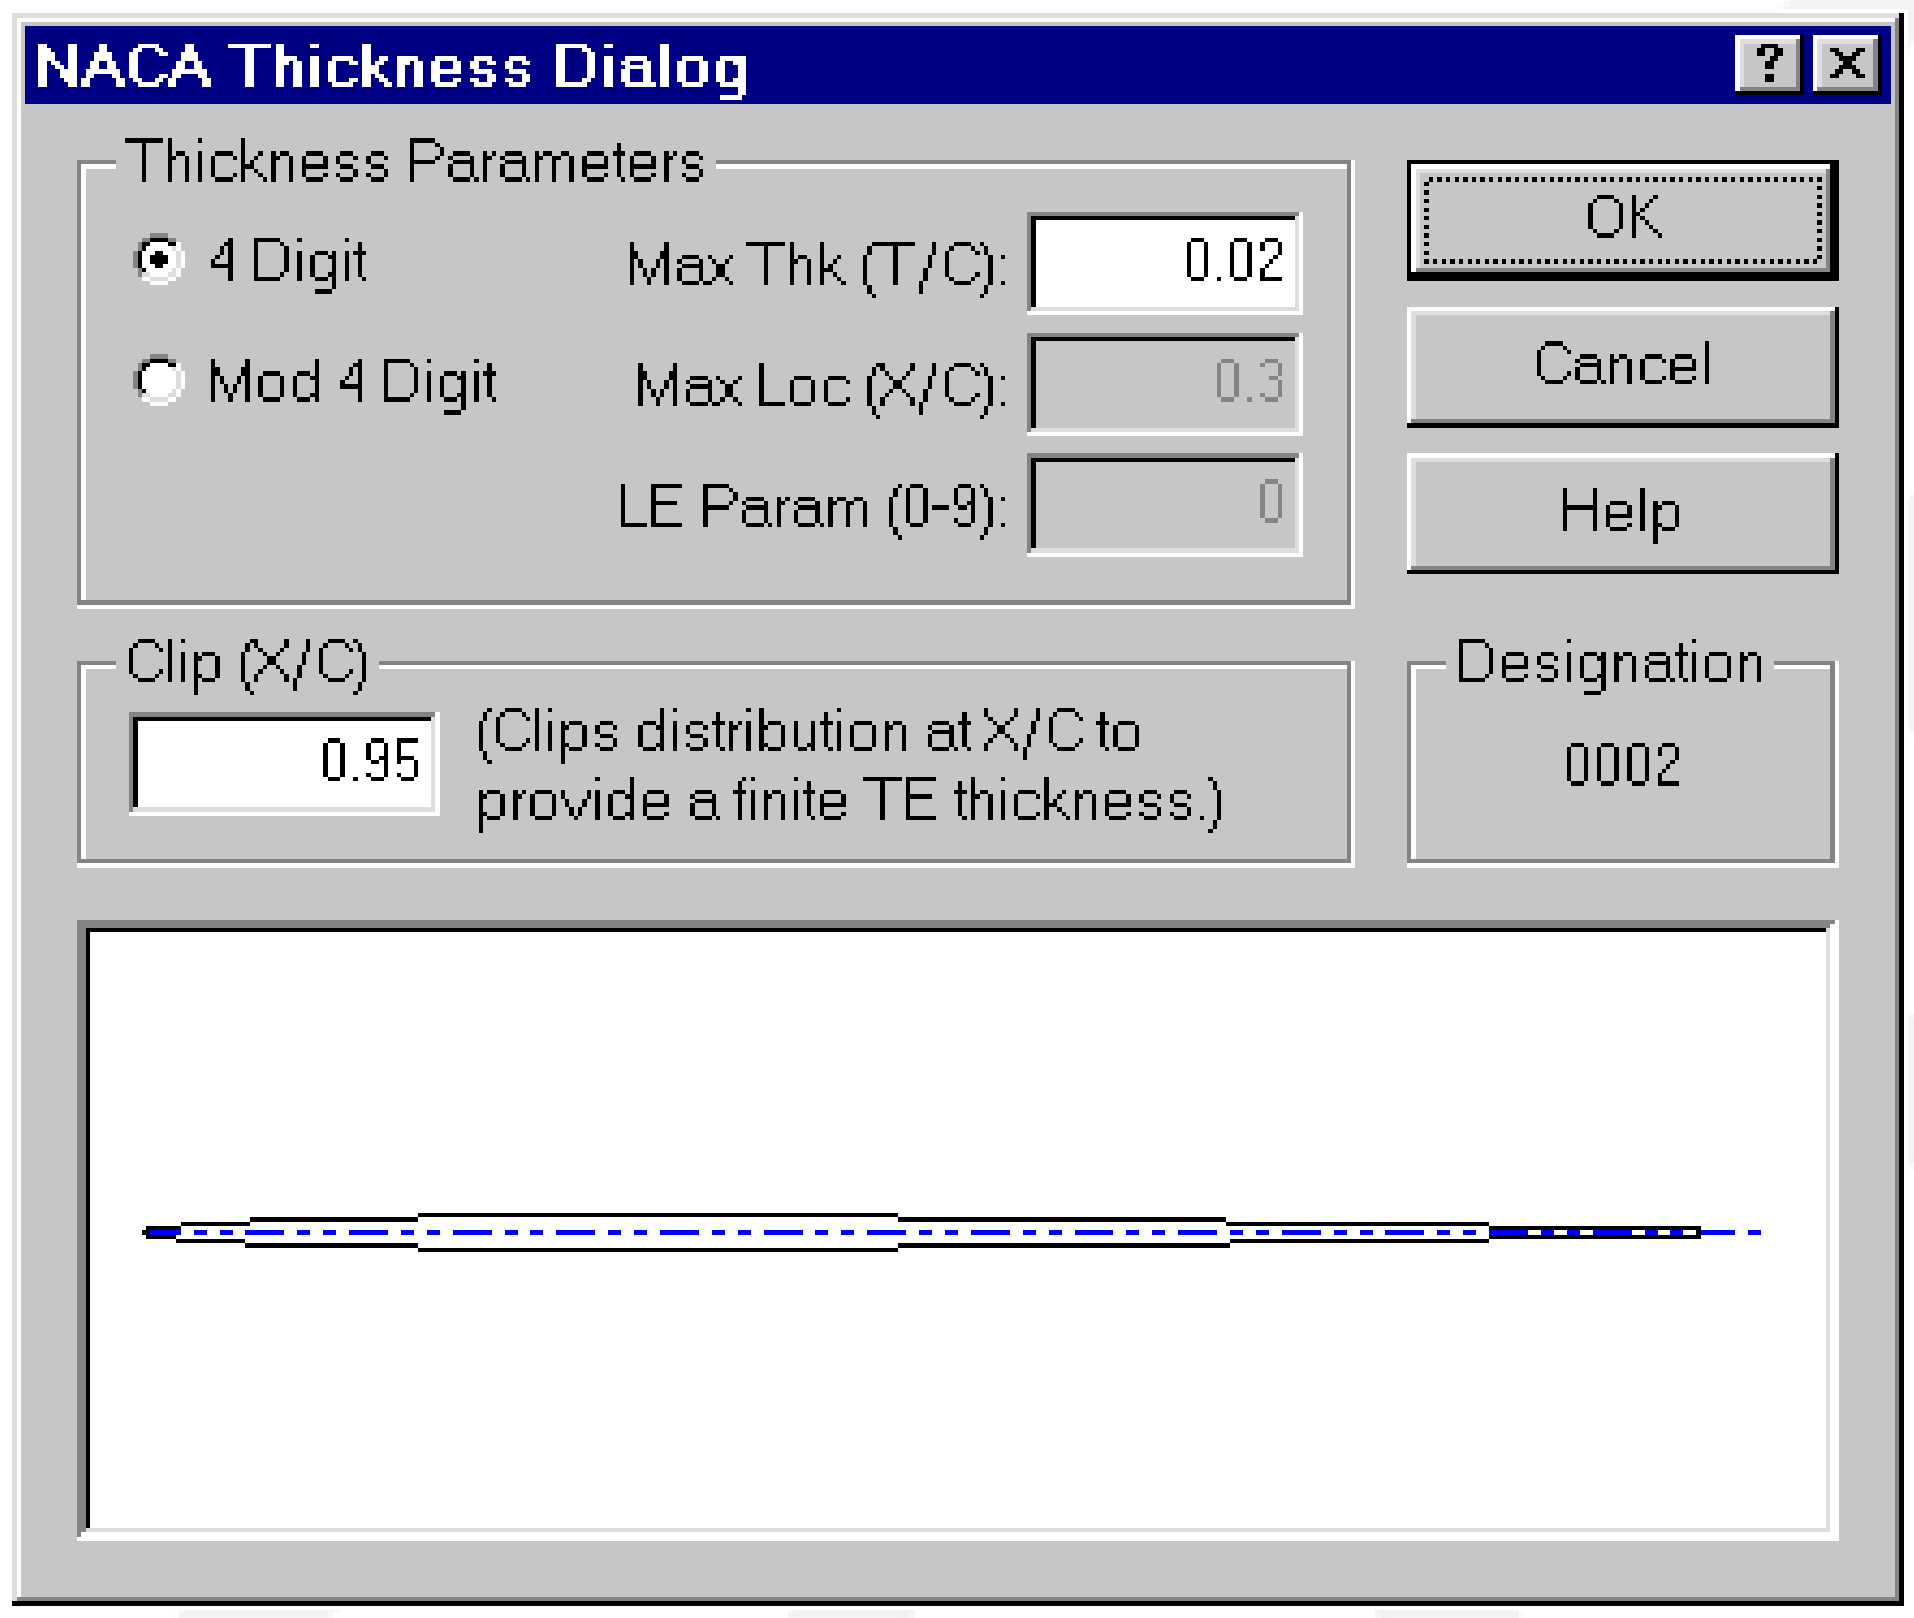 NACA Thickness Dialog
? X
Thickness Parameters
4 Digit
Max Thk (T/C): 0.02
Mod 4 Digit
Max Loc (X/C): 0.3
LE Param (0-9): 0
OK
Cancel
Help
Clip (X/C)
0.95
(Clips distribution at X/C to
provide a finite TE thickness.)
Designation
0002